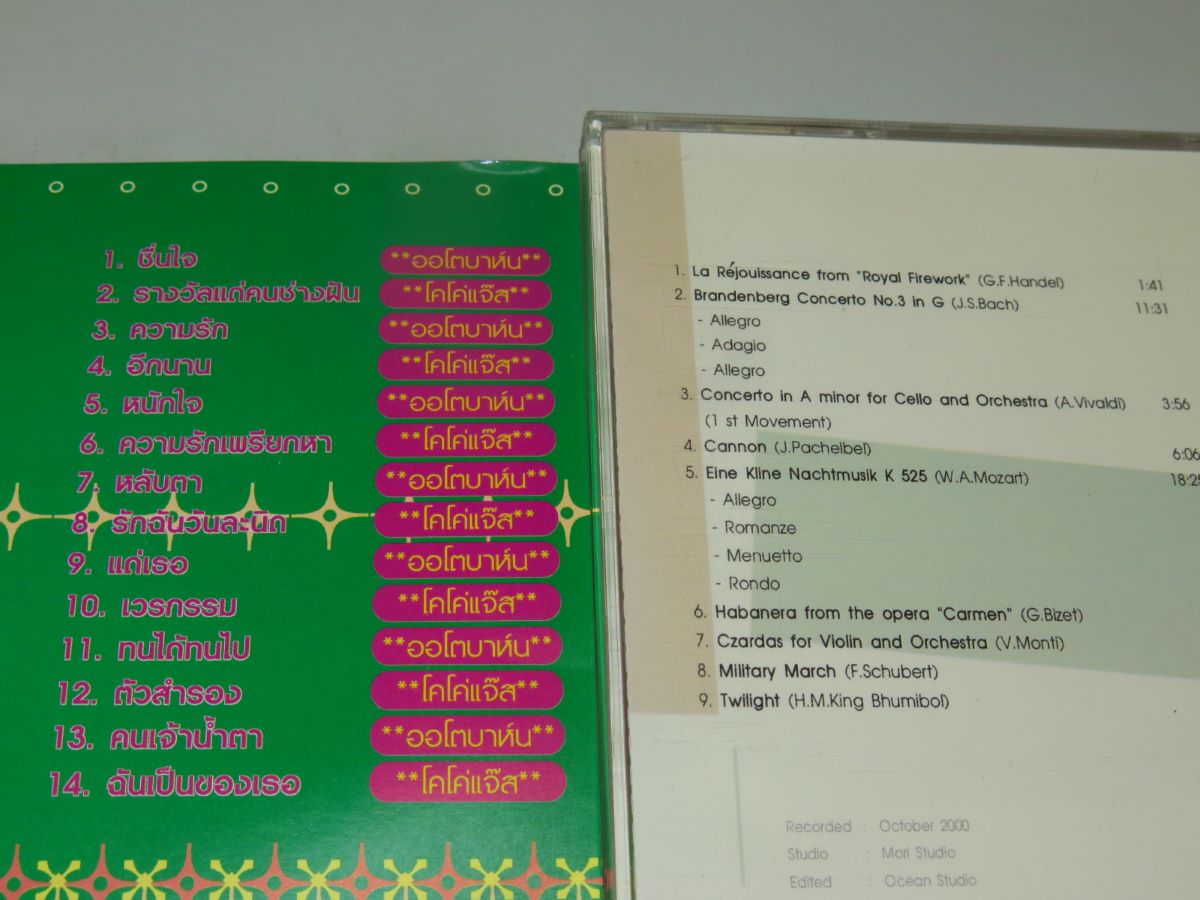 1. ชื่นใจ **ออโตบาห์น**
2. รางวัลแด่คนช่างฝัน **โคโค่แจ๊ส**
3. ความรัก **ออโตบาห์น**
4. อีกนาน **โคโค่แจ๊ส**
5. หนักใจ **ออโตบาห์น**
6. ความรักเพรียกหา **โคโค่แจ๊ส**
7. หลับตา **ออโตบาห์น**
8. รักฉันวันละนิด **โคโค่แจ๊ส**
9. แด่เธอ **ออโตบาห์น**
10. เวรกรรม **โคโค่แจ๊ส**
11. ทนได้ทนไป **ออโตบาห์น**
12. ตัวสำรอง **โคโค่แจ๊ส**
13. คนเจ้าน้ำตา **ออโตบาห์น**
14. ฉันเป็นของเธอ **โคโค่แจ๊ส**
1. La Réjouissance from "Royal Firework" (G.F.Handel) 1:41
2. Brandenberg Concerto No.3 in G (J.S.Bach) 11:31
- Allegro
- Adagio
- Allegro
3. Concerto in A minor for Cello and Orchestra (A.Vivaldi) 3:56
(1 st Movement)
4. Cannon (J.Pachelbel) 6:06
5. Eine Kline Nachtmusik K 525 (W.A.Mozart) 18:25
- Allegro
- Romanze
- Menuetto
- Rondo
6. Habanera from the opera "Carmen" (G.Bizet)
7. Czardas for Violin and Orchestra (V.Monti)
8. Military March (F.Schubert)
9. Twilight (H.M.King Bhumibol)
Recorded : October 2000
Studio : Mori Studio
Edited : Ocean Studio